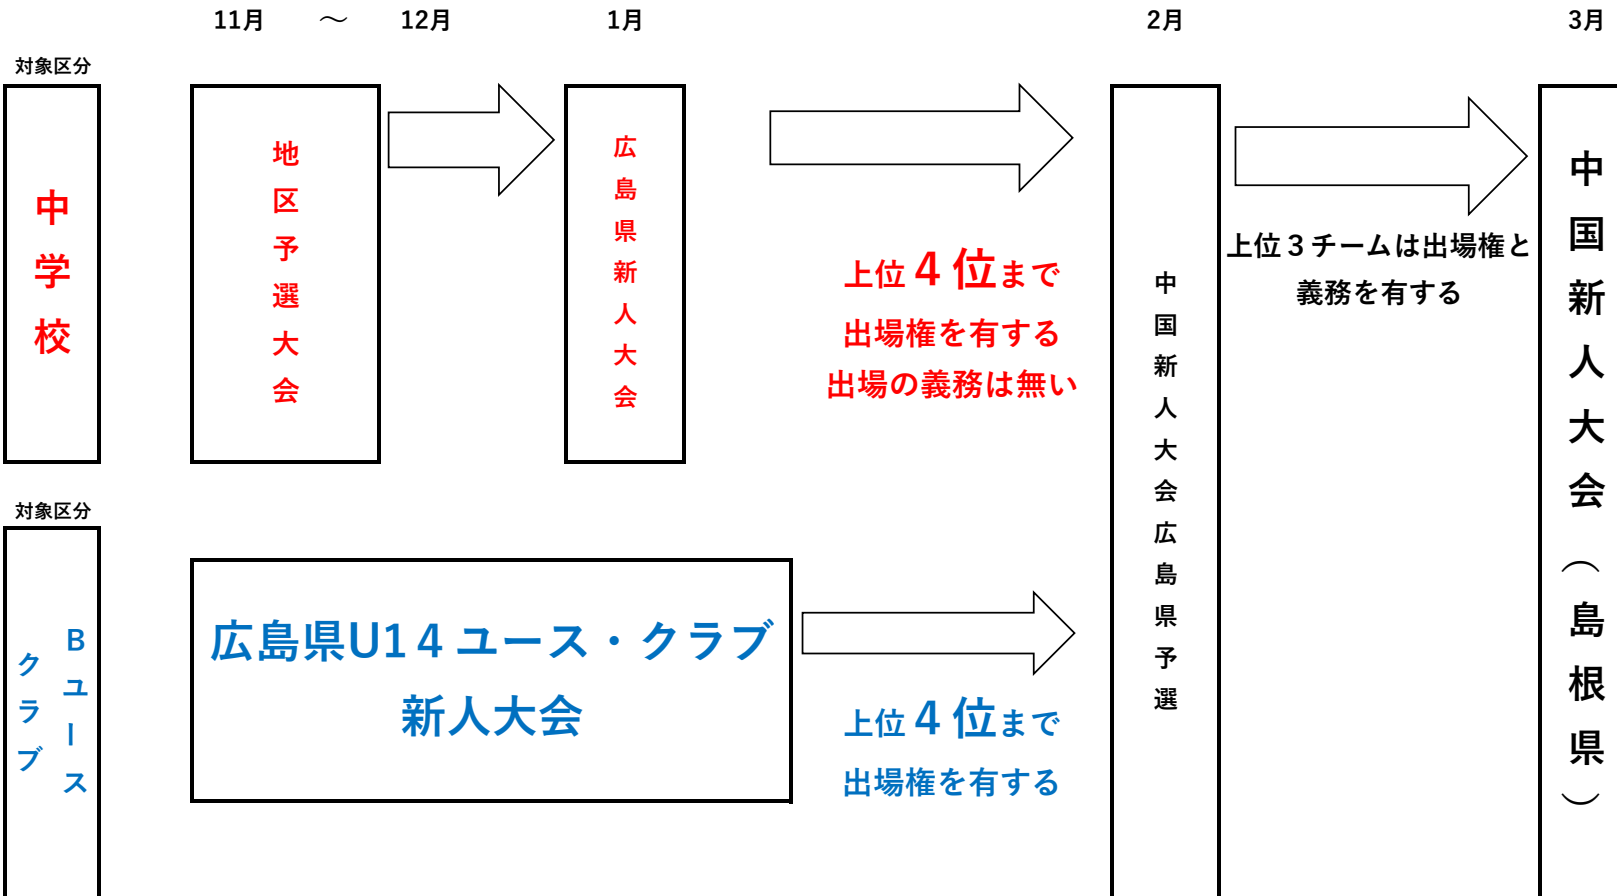 11月 ～ 12月 1月 2月 3月
対象区分
中学校
地区予選大会
広島県新人大会
上位４位まで
出場権を有する
出場の義務は無い
中国新人大会広島県予選
上位３チームは出場権と
義務を有する
中国新人大会（島根県）
対象区分
Bユース
クラブ
広島県U1４ユース・クラブ
新人大会
上位４位まで
出場権を有する